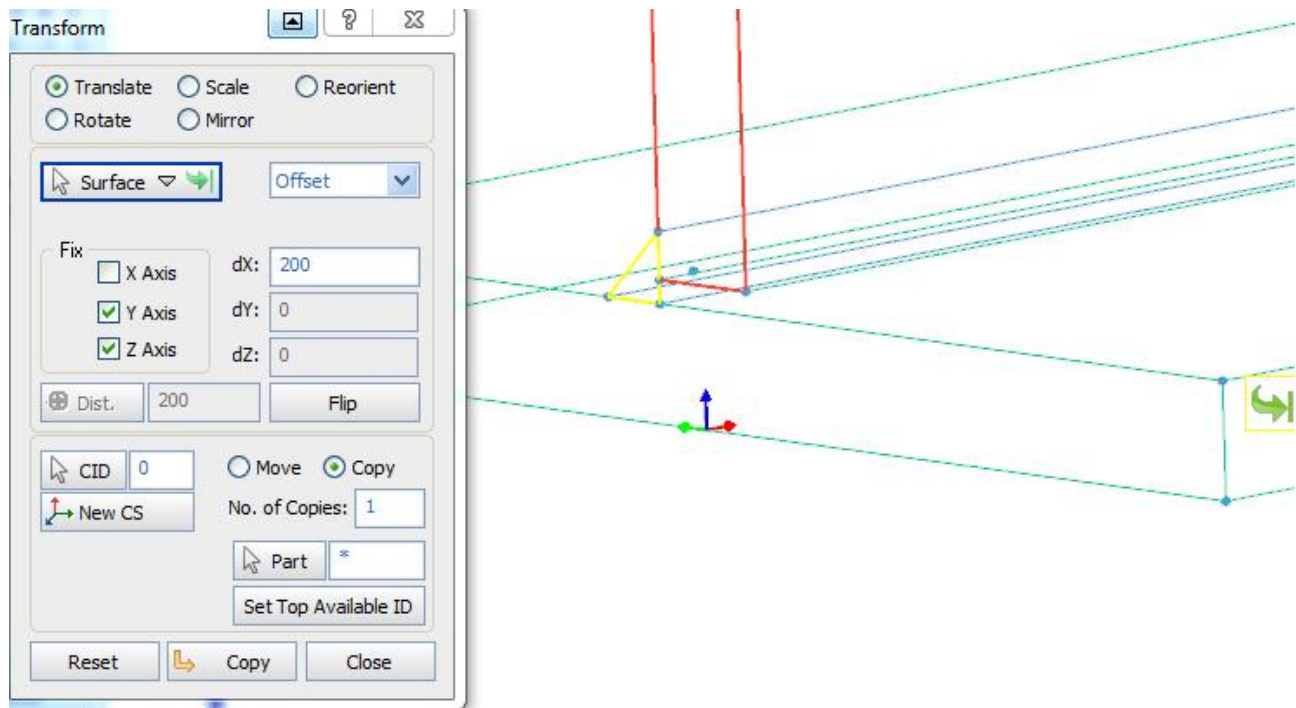 Transform
Translate Scale Reorient
Rotate Mirror
Surface Offset
Fix
X Axis dX: 200
Y Axis dY: 0
Z Axis dZ: 0
Dist. 200 Flip
CID 0 Move Copy
New CS No. of Copies: 1
Part *
Set Top Available ID
Reset Copy Close